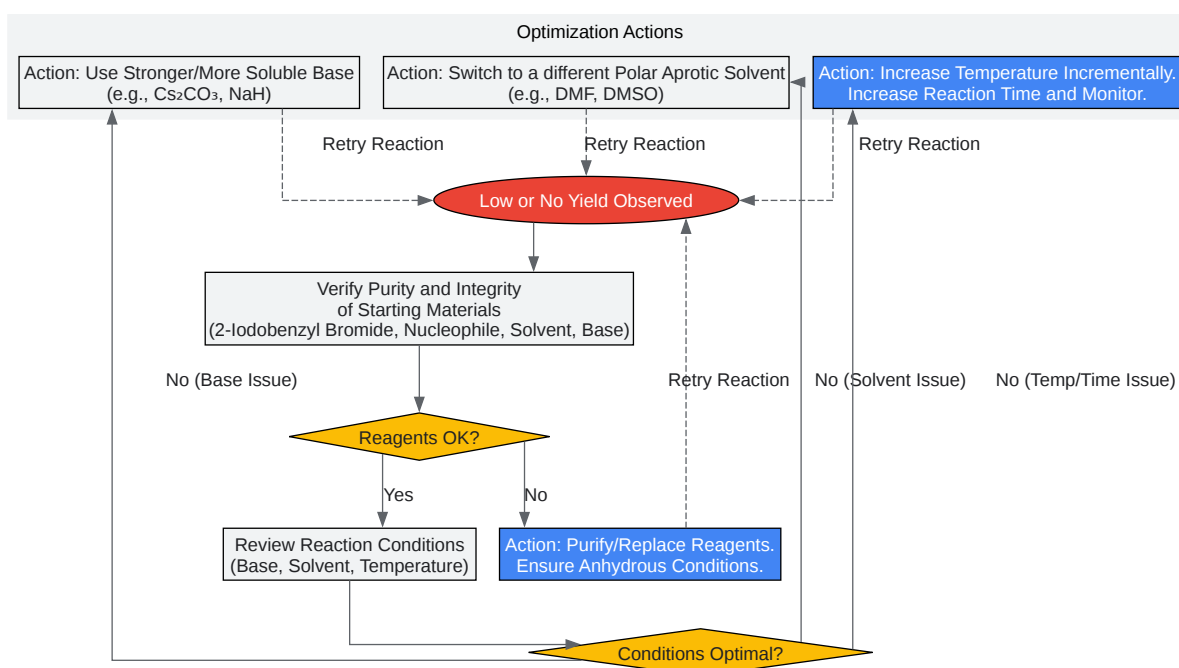 Optimization Actions
Action: Use Stronger/More Soluble Base
(e.g., Cs₂CO₃, NaH)
Action: Switch to a different Polar Aprotic Solvent
(e.g., DMF, DMSO)
Action: Increase Temperature Incrementally.
Increase Reaction Time and Monitor.
Retry Reaction
Retry Reaction
Retry Reaction
Low or No Yield Observed
Verify Purity and Integrity
of Starting Materials
(2-Iodobenzyl Bromide, Nucleophile, Solvent, Base)
No (Base Issue)
Retry Reaction
No (Solvent Issue)
No (Temp/Time Issue)
Reagents OK?
Yes
No
Review Reaction Conditions
(Base, Solvent, Temperature)
Action: Purify/Replace Reagents.
Ensure Anhydrous Conditions.
Conditions Optimal?